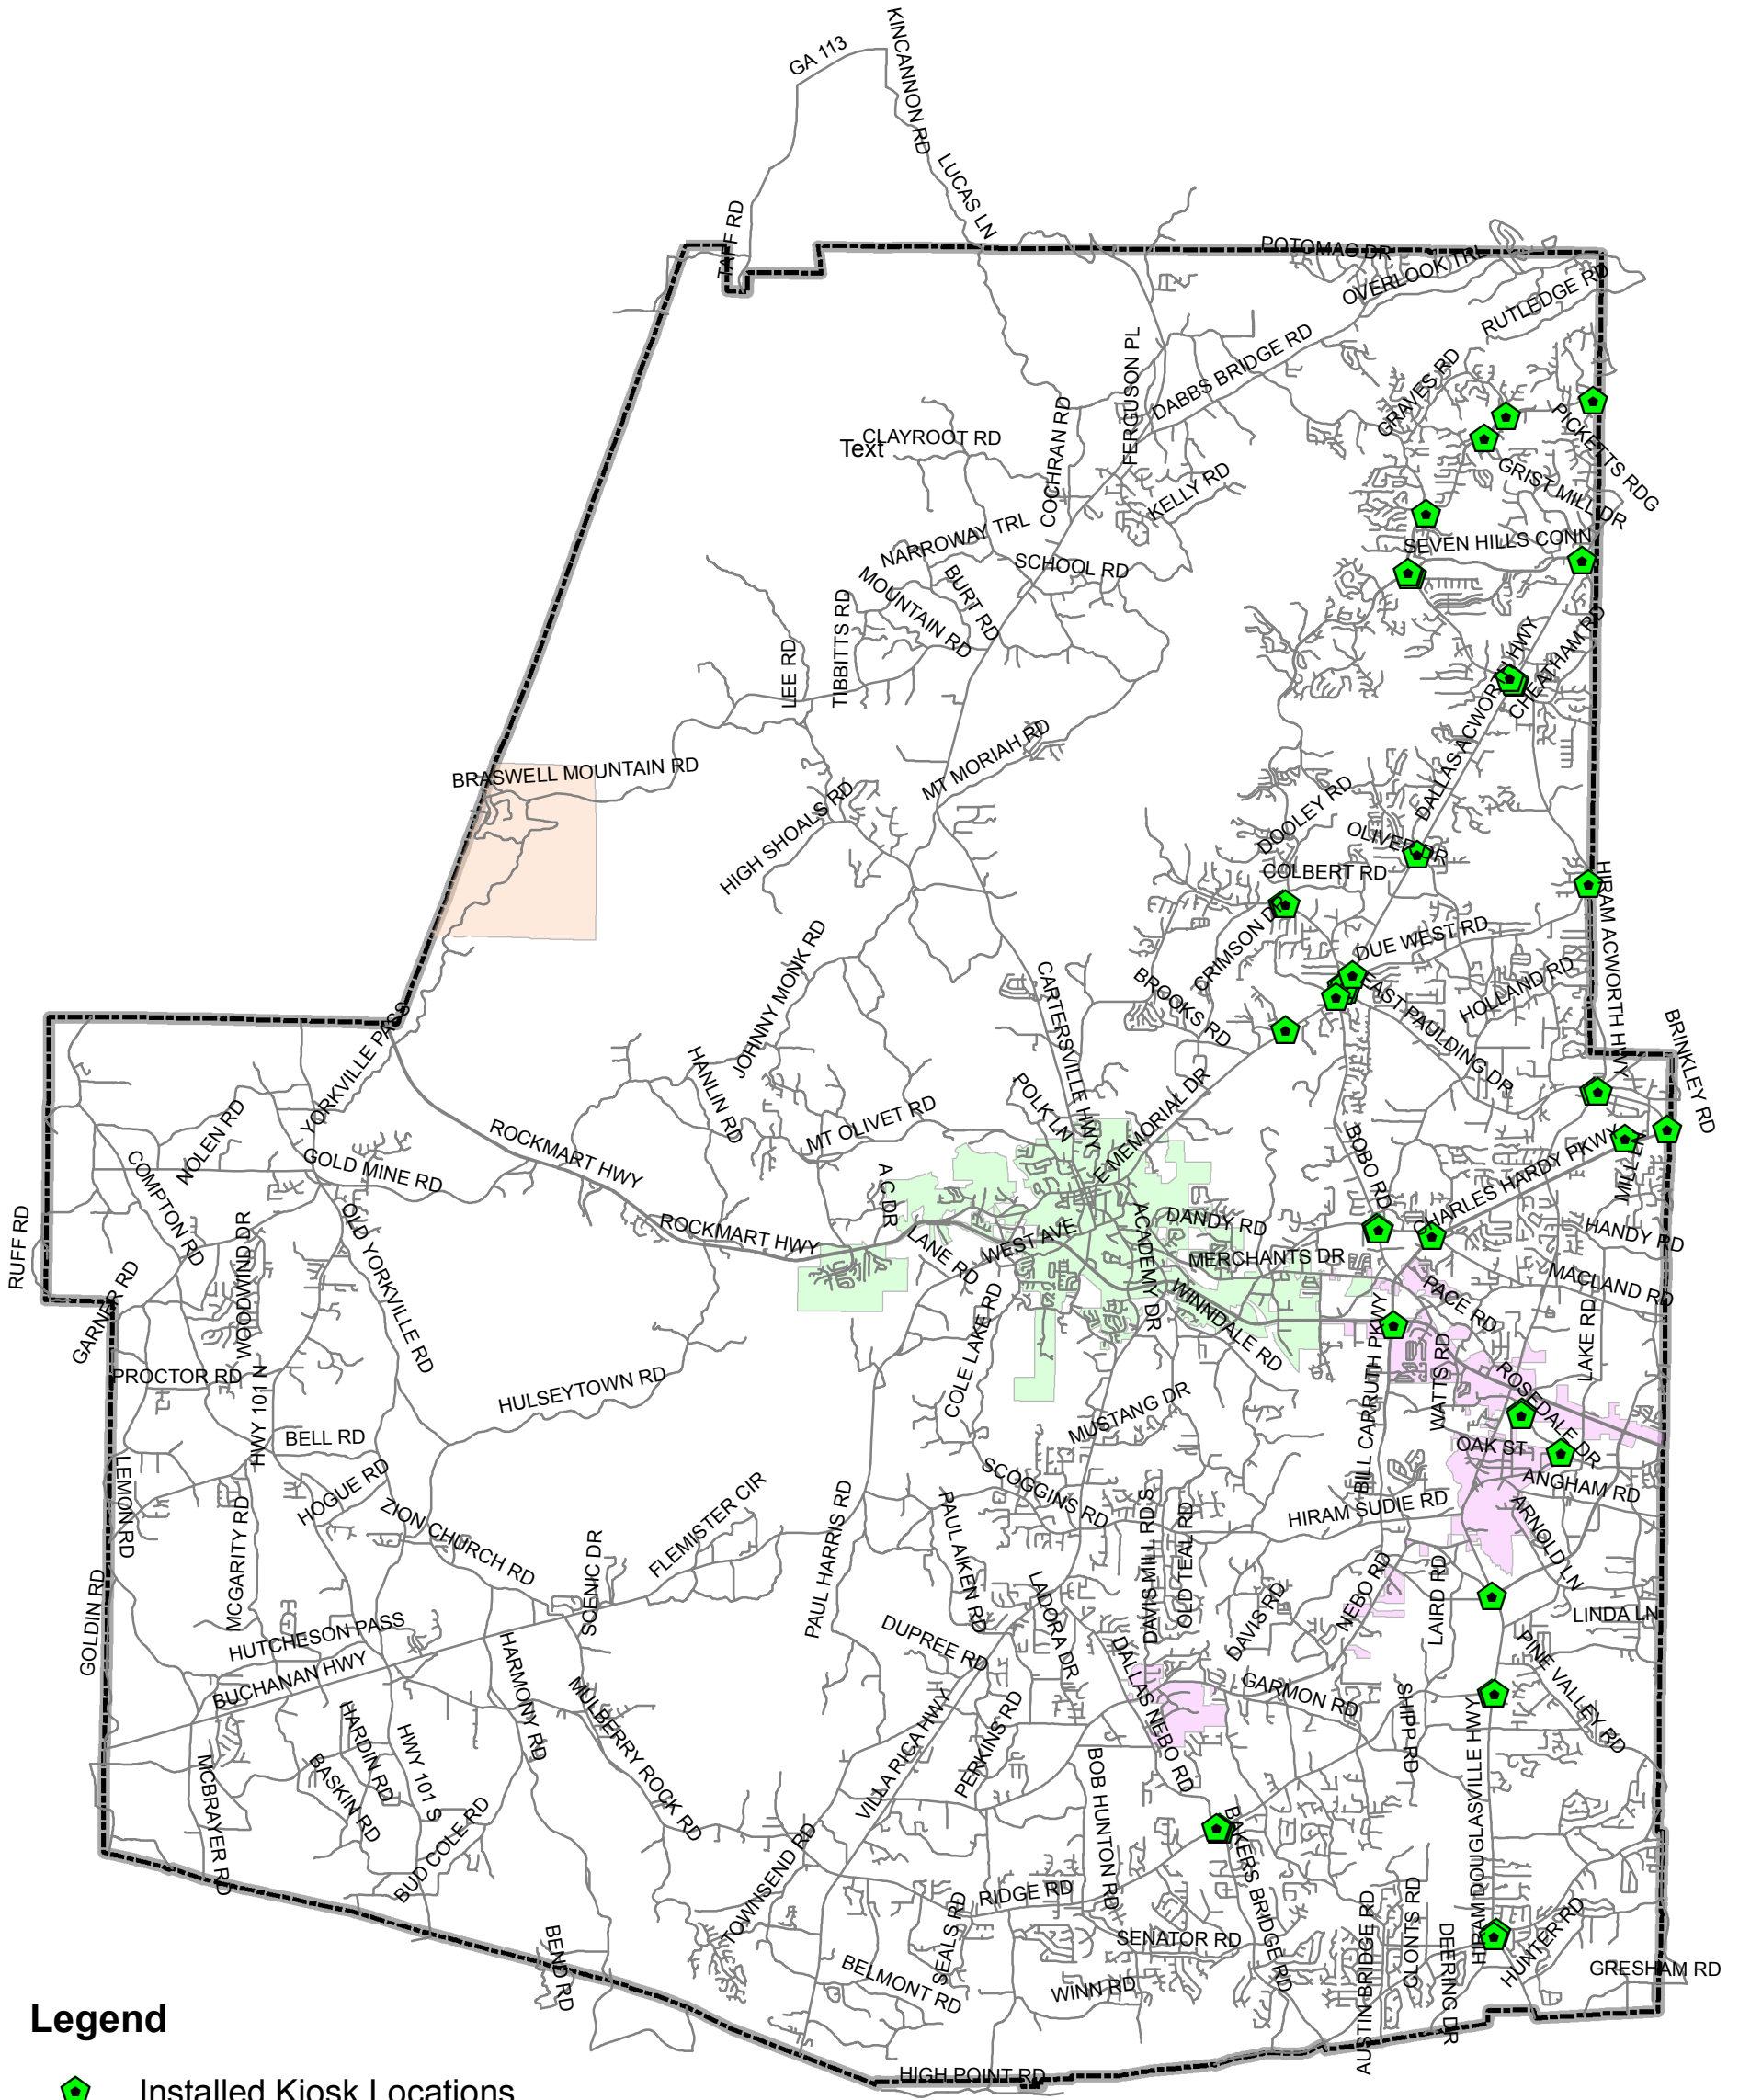 GA 113
KINCANNON RD
LUCAS LN
TAFF RD
POTOMAC DR
OVERLOOK TRL
RUTLEDGE RD
DABBS BRIDGE RD
FERGUSON PL
GRAVES RD
PICKETTS RDG
CLAYROOT RD
Text
COCHRAN RD
KELLY RD
GRIST MILL DR
NARROWAY TRL
SCHOOL RD
SEVEN HILLS CONN
MOUNTAIN RD
BURT RD
TIBBITTS RD
LEE RD
CHEATHAM RD
DALLAS ACWORTH HWY
BRASWELL MOUNTAIN RD
MT MORIAH RD
HIGH SHOALS RD
DOOLEY RD
OLIVER DR
COLBERT RD
HIRAM ACWORTH HWY
CRIMSON DR
DUE WEST RD
JOHNNY MONK RD
CARTERSVILLE HWY
BROOKS RD
EAST PAULDING DR
HOLLAND RD
BRINKLEY RD
YORKVILLE PASS
HANLIN RD
POLK LN
E MEMORIAL DR
MT OLIVET RD
NOLEN RD
ROCKMART HWY
BOBO RD
CHARLES HARDY PKWY
MILL LN
COMPTON RD
GOLD MINE RD
A C DR
RUFF RD
WOODWIND DR
OLD YORKVILLE RD
ROCKMART HWY
LANE RD
WEST AVE
ACADEMY DR
DANDY RD
MERCHANTS DR
HANDY RD
MACLAND RD
GARNER RD
WINNDALE RD
PACE RD
COLE LAKE RD
BILL CARRUTH PKWY
WATTS RD
LAKE RD
PROCTOR RD
HULSEYTOWN RD
ROSEDALE DR
HWY 101 N
MUSTANG DR
BELL RD
OAK ST
ANGHAM RD
LEMON RD
HOGUE RD
SCOGGINS RD
HIRAM SUDIE RD
ARNOLD LN
MCGARITY RD
ZION CHURCH RD
FLEMISTER CIR
SCENIC DR
PAUL HARRIS RD
PAUL AIKEN RD
DAVIS MILL RD S
OLD TEAL RD
GOLDIN RD
LADORA DR
DAVIS RD
NEBO RD
LAIRD RD
LINDA LN
HUTCHESON PASS
BUCHANAN HWY
DUPREE RD
DALLAS NEBO RD
GARMON RD
SHIPP RD
PINE VALLEY RD
HARMONY RD
MULBERRY ROCK RD
VILLA RICA HWY
PERKINS RD
HIRAM DOUGLASVILLE HWY
HARDIN RD
HWY 101 S
BASKIN RD
MCBRAYER RD
BUD COLE RD
BOB HUNTON RD
BAKERS BRIDGE RD
TOWNSEND RD
RIDGE RD
SEALS RD
SENATOR RD
AUSTIN BRIDGE RD
CLONTS RD
DEERING DR
HUNTER RD
GRESHAM RD
BEND RD
BELMONT RD
WINN RD
HIGH POINT RD
Legend
Installed Kiosk Locations